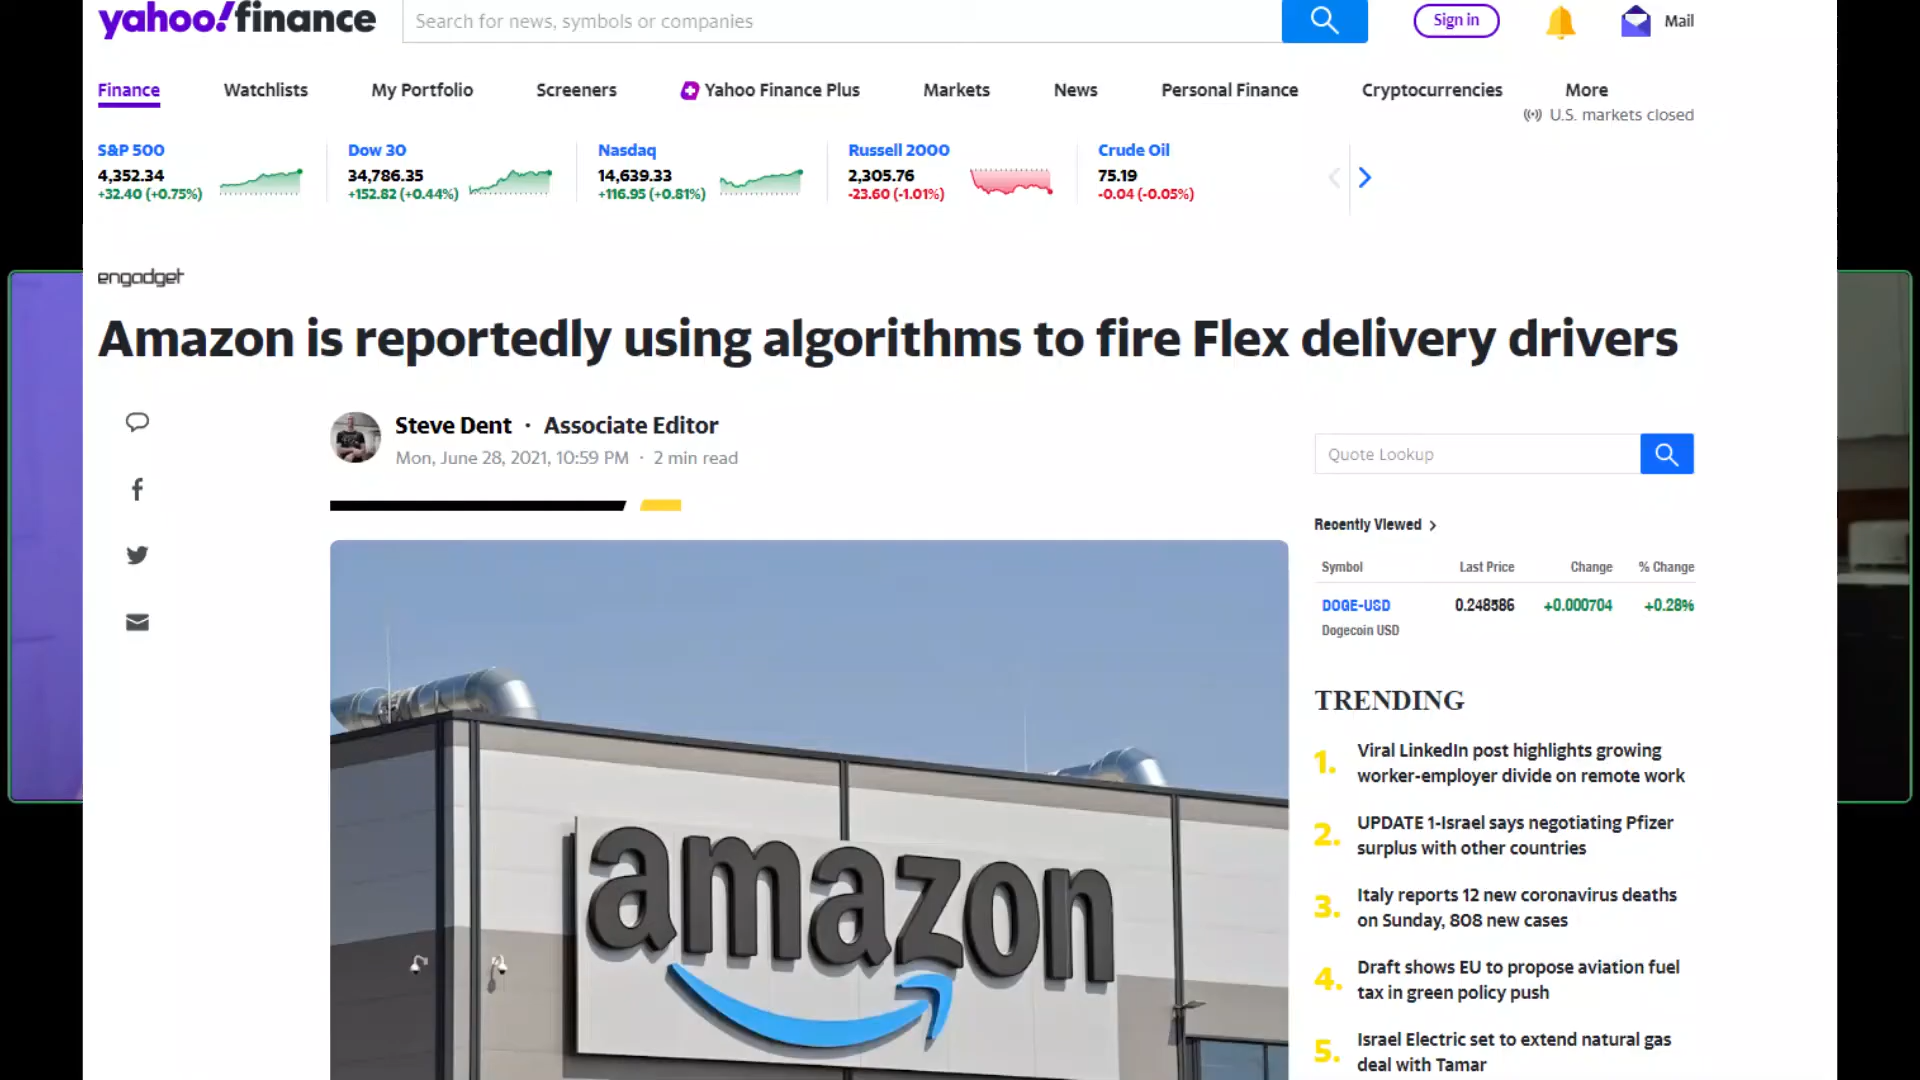 yahoo!finance
Search for news, symbols or companies
Sign in
Mail
Finance Watchlists My Portfolio Screeners Yahoo Finance Plus Markets News Personal Finance Cryptocurrencies More
U.S. markets closed
S&P 500
4,352.34
+32.40 (+0.75%)
Dow 30
34,786.35
+152.82 (+0.44%)
Nasdaq
14,639.33
+116.95 (+0.81%)
Russell 2000
2,305.76
-23.60 (-1.01%)
Crude Oil
75.19
-0.04 (-0.05%)
engadget
Amazon is reportedly using algorithms to fire Flex delivery drivers
Steve Dent · Associate Editor
Mon, June 28, 2021, 10:59 PM · 2 min read
amazon
Quote Lookup
Recently Viewed
Symbol Last Price Change % Change
DOGE-USD 0.248586 +0.000704 +0.28%
Dogecoin USD
TRENDING
1. Viral LinkedIn post highlights growing
worker-employer divide on remote work
2. UPDATE 1-Israel says negotiating Pfizer
surplus with other countries
3. Italy reports 12 new coronavirus deaths
on Sunday, 808 new cases
4. Draft shows EU to propose aviation fuel
tax in green policy push
5. Israel Electric set to extend natural gas
deal with Tamar